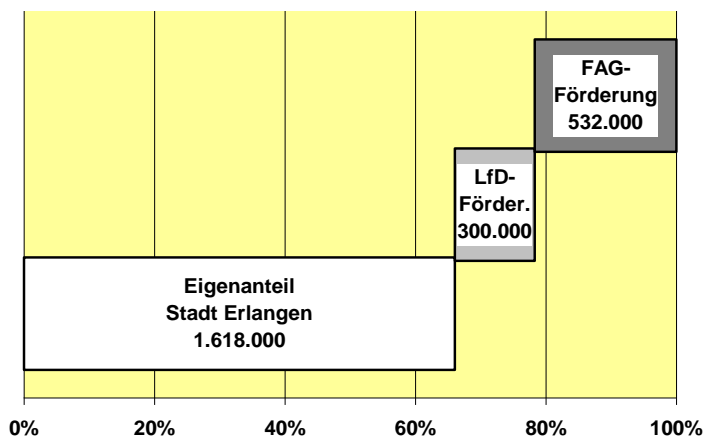 FAG-
Förderung
532.000
LfD-
Förder.
300.000
Eigenanteil
Stadt Erlangen
1.618.000
0% 20% 40% 60% 80% 100%